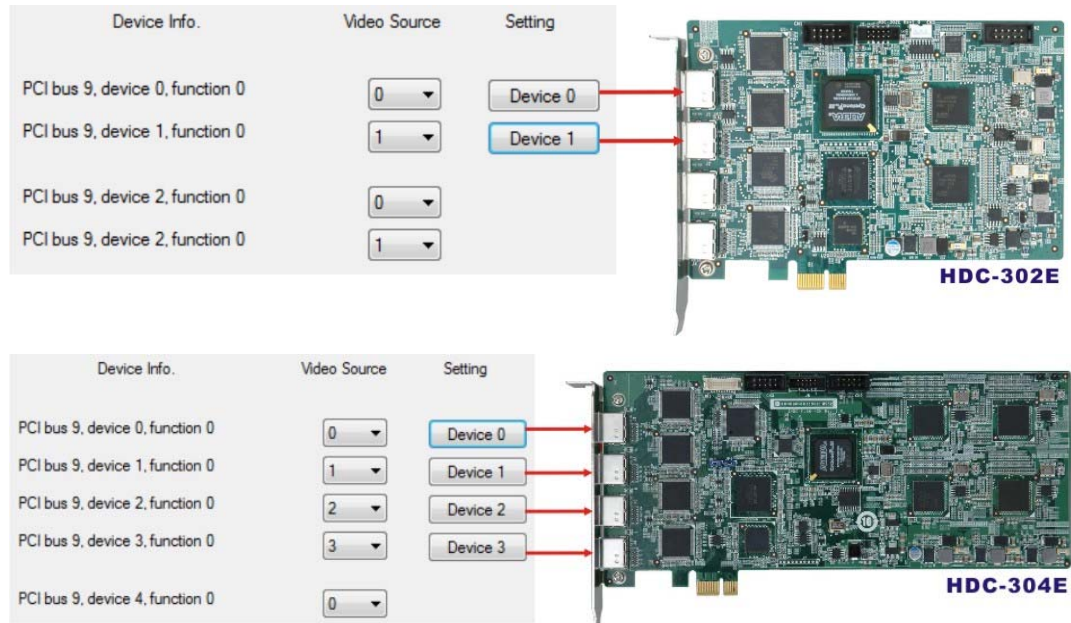 Device Info. Video Source Setting
PCI bus 9, device 0, function 0 0 Device 0
PCI bus 9, device 1, function 0 1 Device 1
PCI bus 9, device 2, function 0 0
PCI bus 9, device 2, function 0 1
HDC-302E
Device Info. Video Source Setting
PCI bus 9, device 0, function 0 0 Device 0
PCI bus 9, device 1, function 0 1 Device 1
PCI bus 9, device 2, function 0 2 Device 2
PCI bus 9, device 3, function 0 3 Device 3
PCI bus 9, device 4, function 0 0
10
HDC-304E